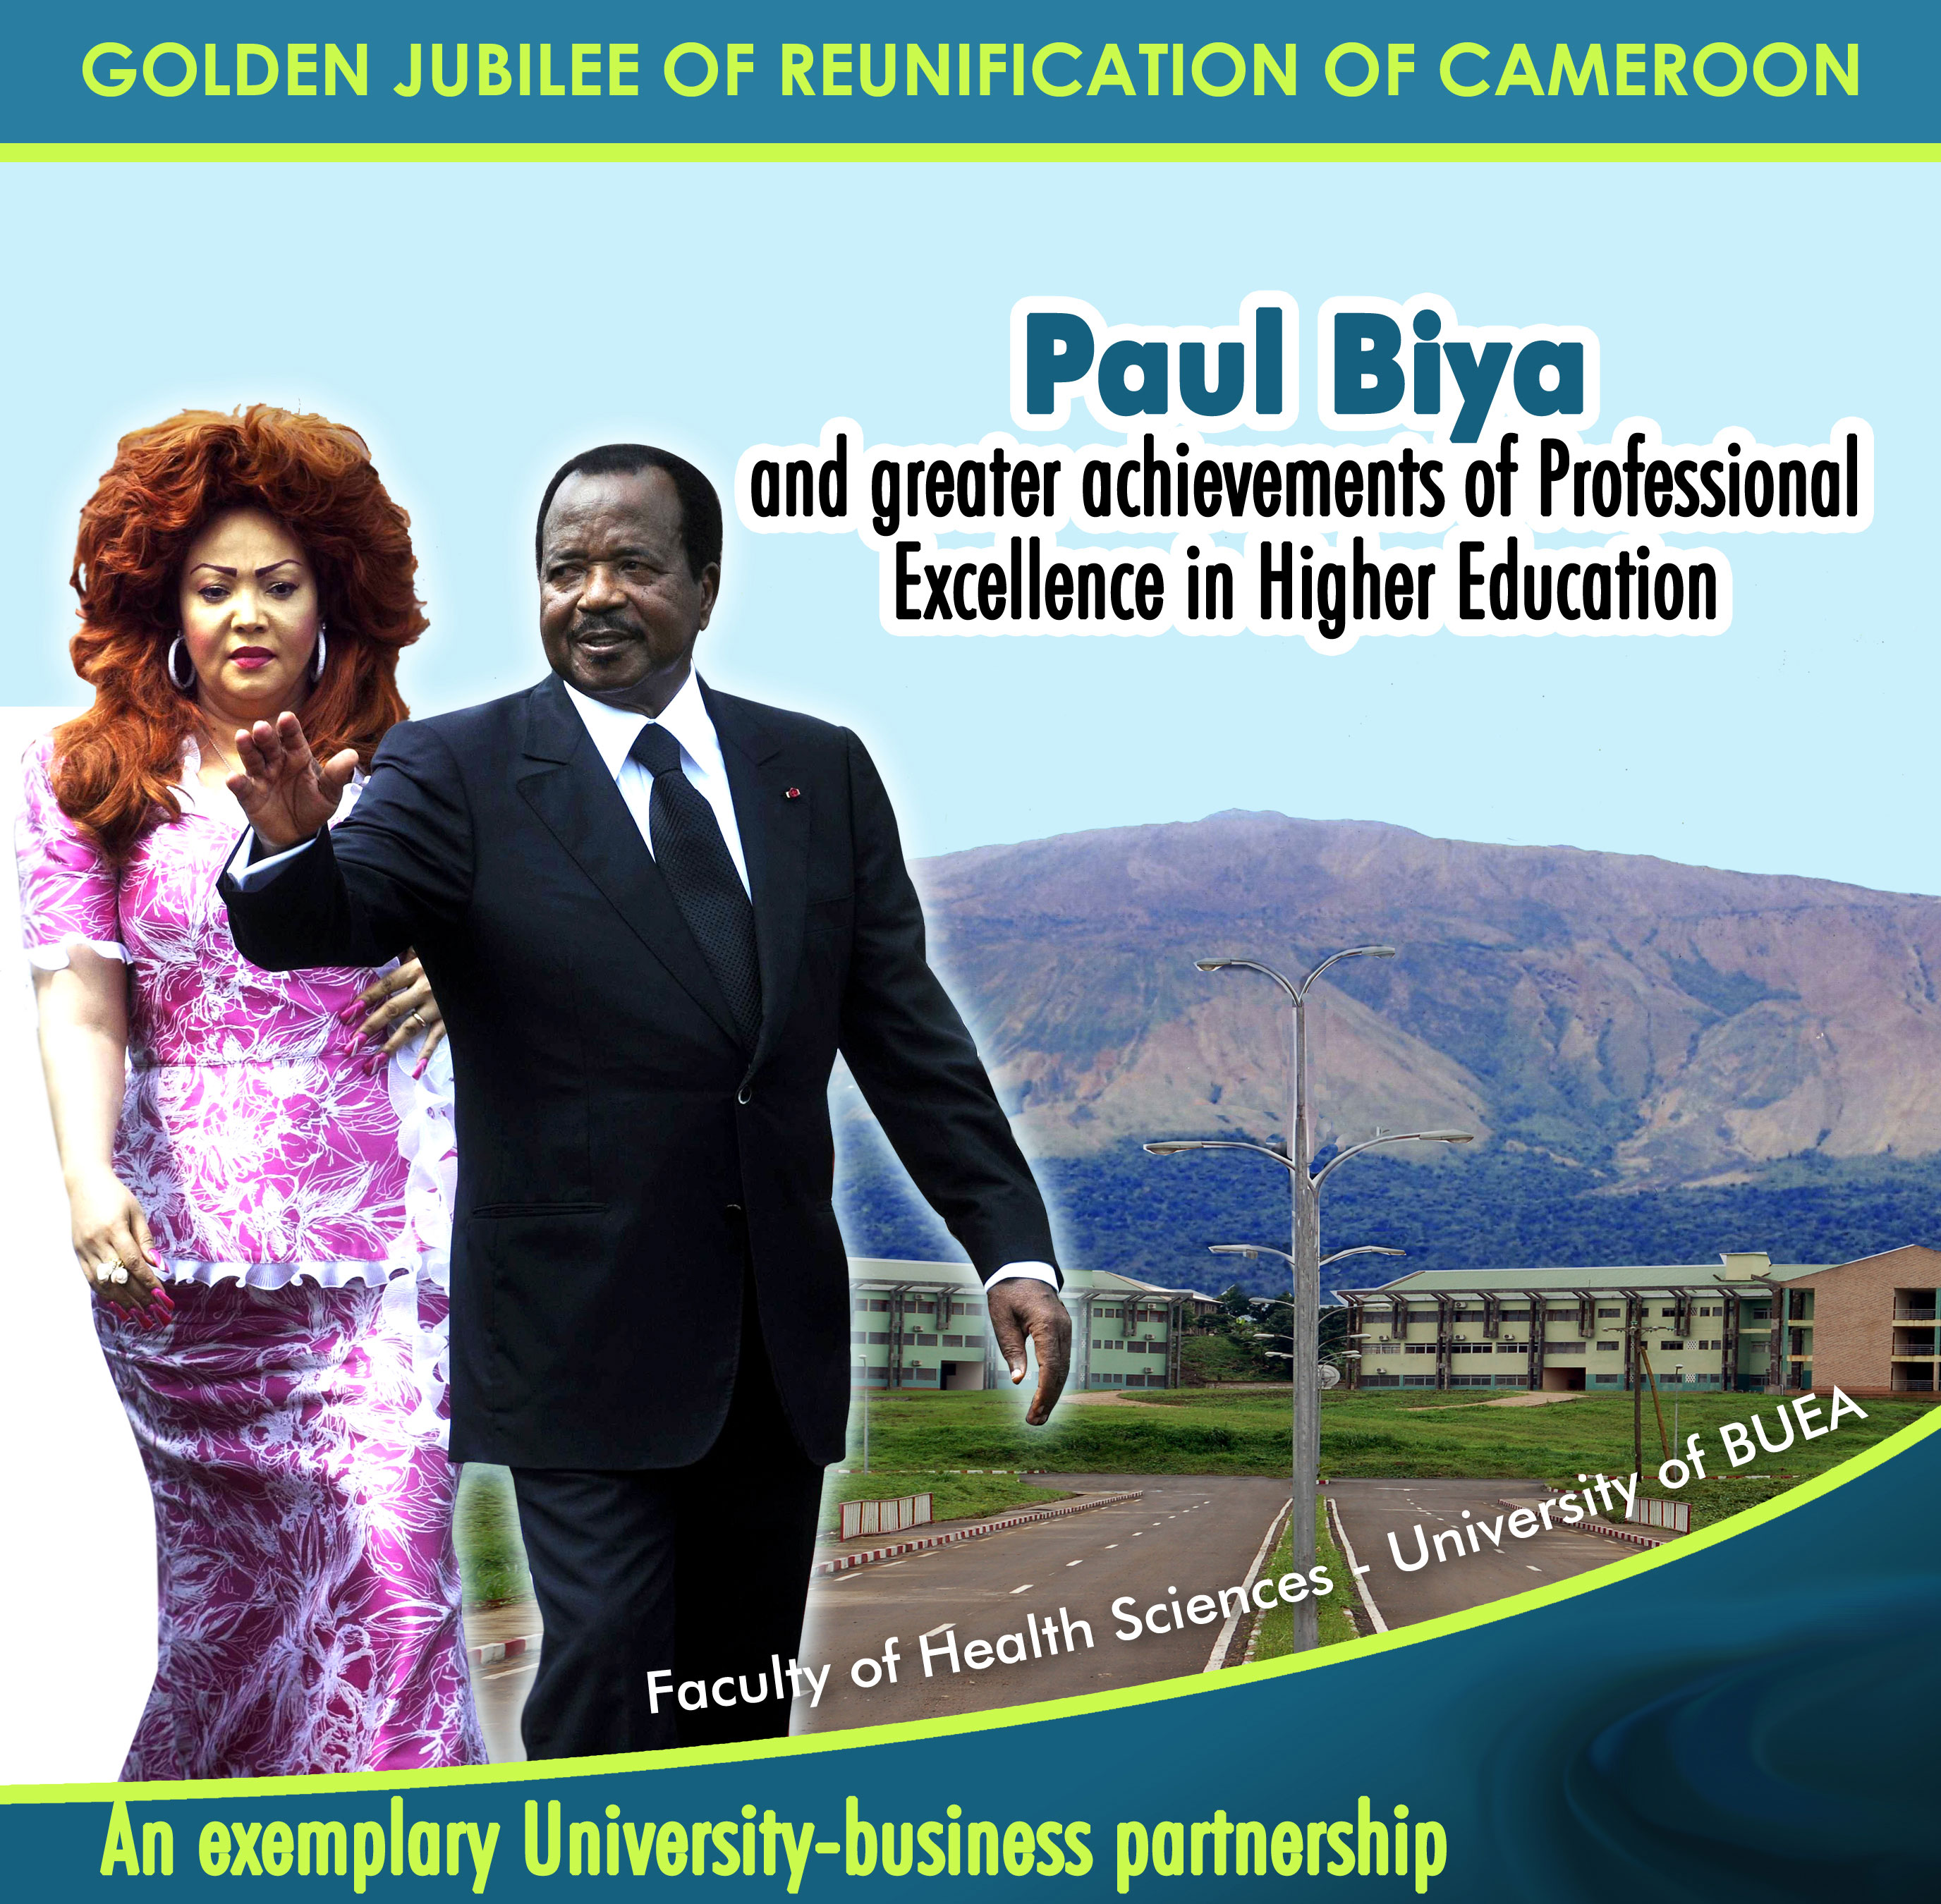 GOLDEN JUBILEE OF REUNIFICATION OF CAMEROON
Paul Biya
and greater achievements of Professional
Excellence in Higher Education
Faculty of Health Sciences - University of BUEA
An exemplary University-business partnership